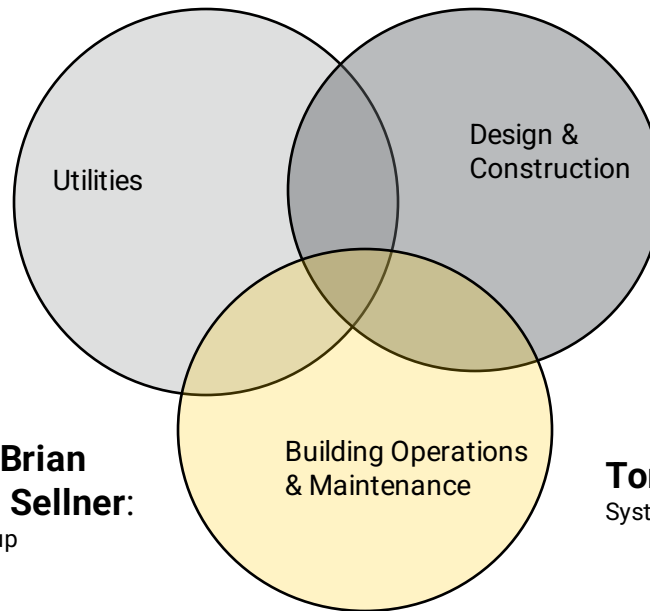 Utilities
Design &
Construction
Building Operations
& Maintenance
Brian
Sellner: